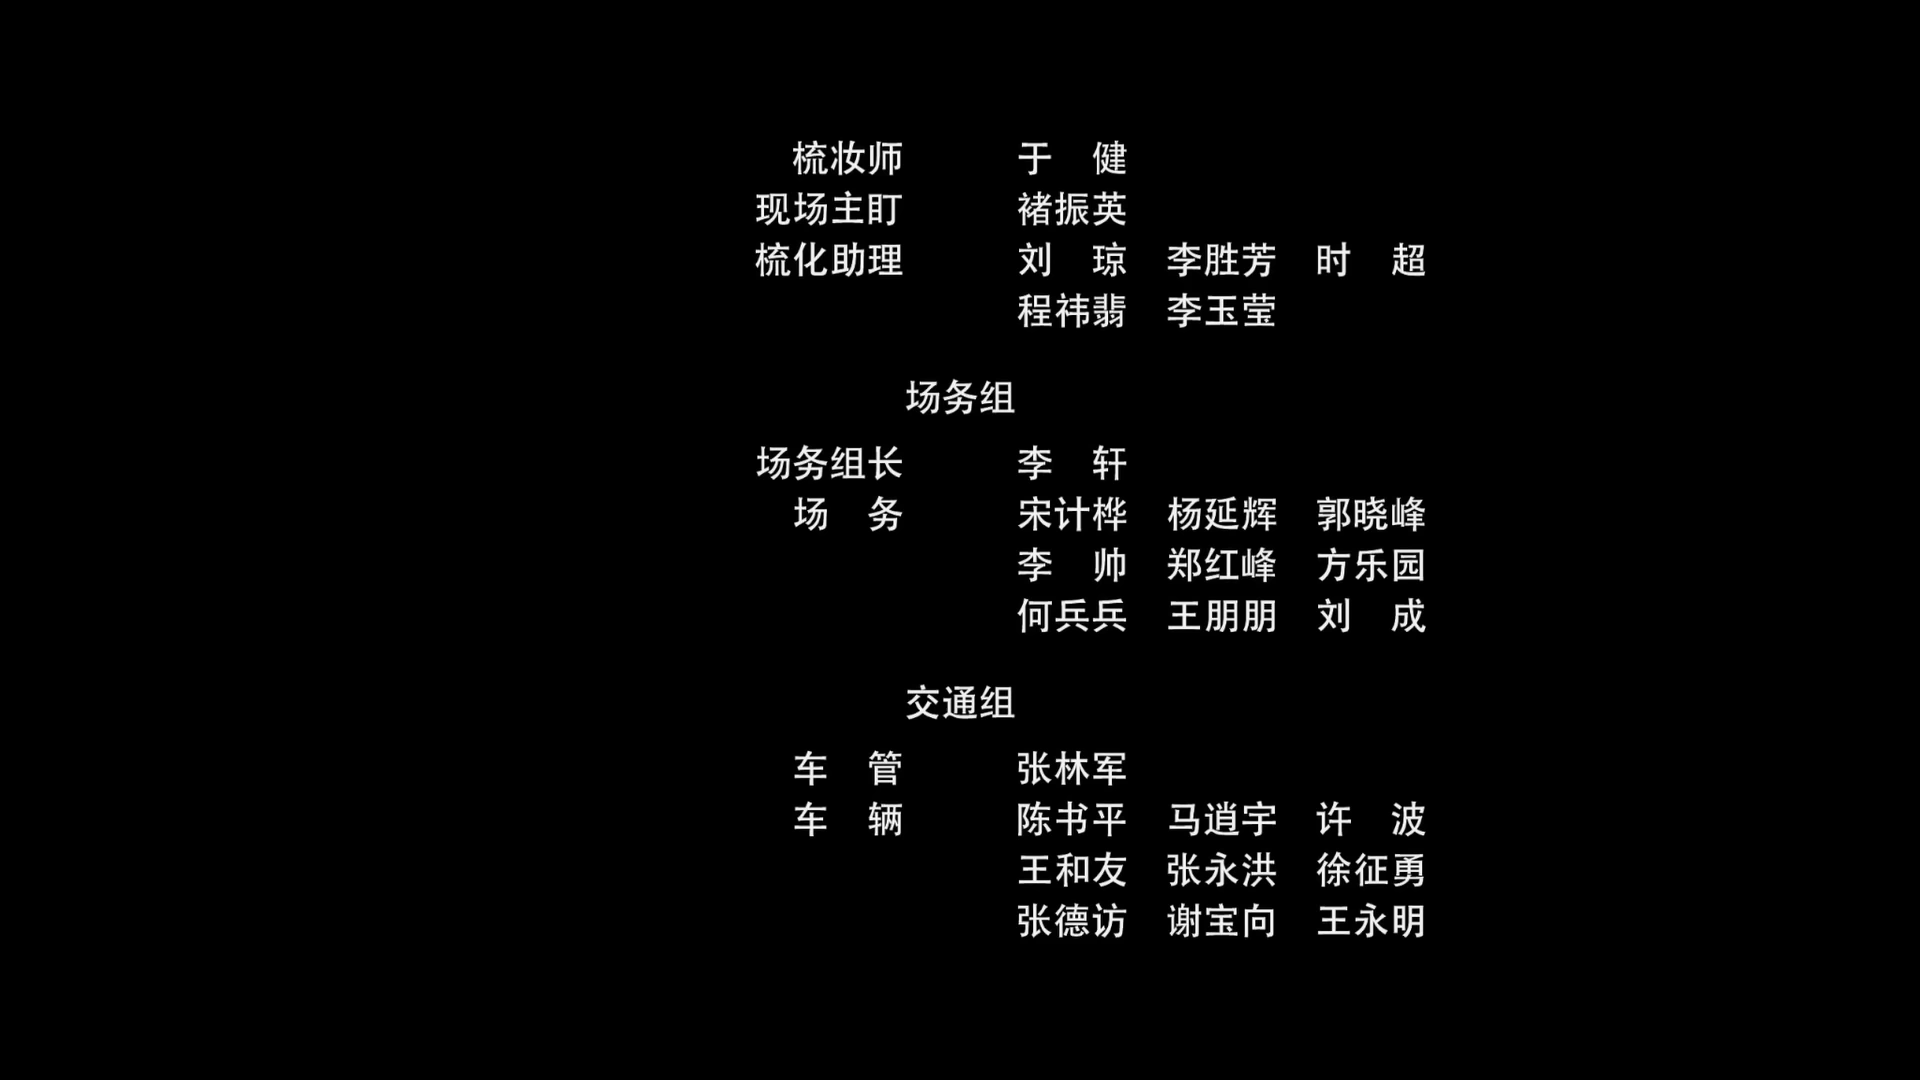 梳妆师 于 健
现场主盯 褚振英
梳化助理 刘 琼 李胜芳 时 超
程祎翡 李玉莹
场务组
场务组长 李 轩
场 务 宋计桦 杨延辉 郭晓峰
李 帅 郑红峰 方乐园
何兵兵 王朋朋 刘 成
交通组
车 管 张林军
车 辆 陈书平 马逍宇 许 波
王和友 张永洪 徐征勇
张德访 谢宝向 王永明